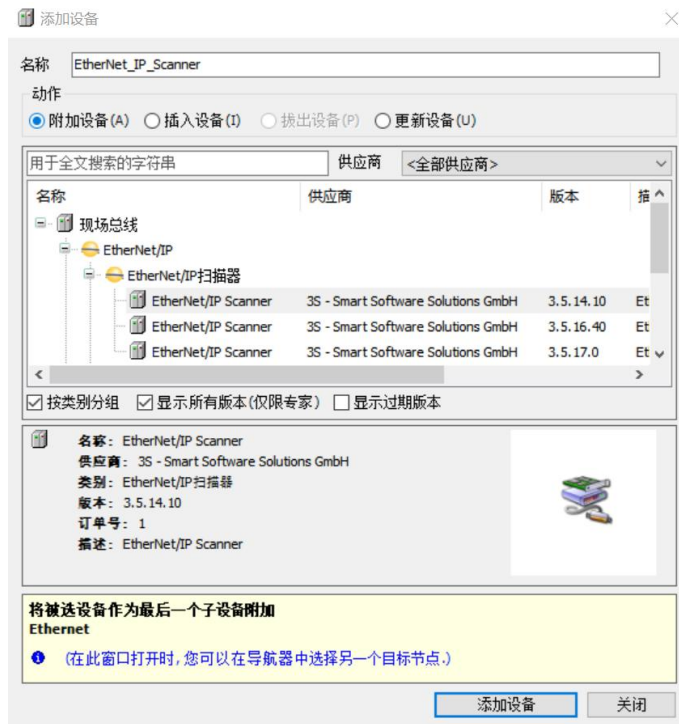 添加设备
名称 EtherNet_IP_Scanner
动作
附加设备(A) 插入设备(I) 拔出设备(P) 更新设备(U)
用于全文搜索的字符串 供应商 <全部供应商>
名称 供应商 版本 描
现场总线
EtherNet/IP
EtherNet/IP扫描器
EtherNet/IP Scanner 3S - Smart Software Solutions GmbH 3.5.14.10 Et
EtherNet/IP Scanner 3S - Smart Software Solutions GmbH 3.5.16.40 Et
EtherNet/IP Scanner 3S - Smart Software Solutions GmbH 3.5.17.0 Et
按类别分组 显示所有版本(仅限专家) 显示过期版本
名称: EtherNet/IP Scanner
供应商: 3S - Smart Software Solutions GmbH
类别: EtherNet/IP扫描器
版本: 3.5.14.10
订单号: 1
描述: EtherNet/IP Scanner
将被选设备作为最后一个子设备附加
Ethernet
(在此窗口打开时,您可以在导航器中选择另一个目标节点.)
添加设备 关闭